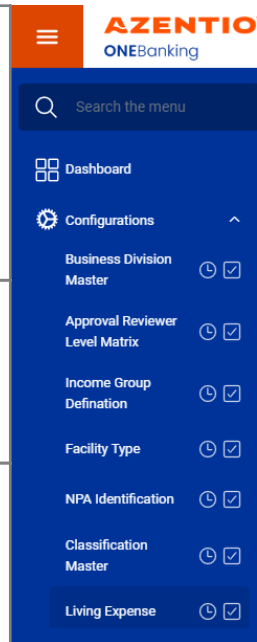 AZENTIO
ONEBanking
Search the menu
Dashboard
Configurations
Business Division
Master
Approval Reviewer
Level Matrix
Income Group
Defination
Facility Type
NPA Identification
Classification
Master
Living Expense